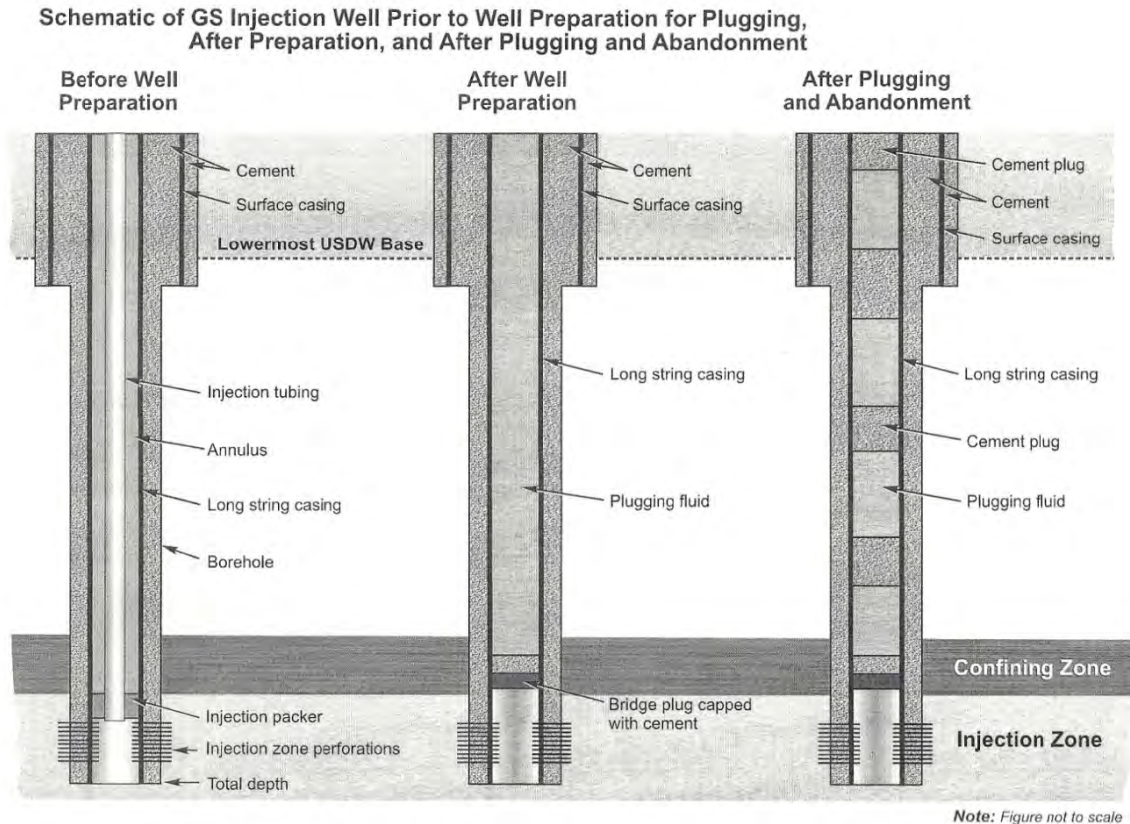 Schematic of GS Injection Well Prior to Well Preparation for Plugging,
After Preparation, and After Plugging and Abandonment
Before Well
Preparation
Cement
Surface casing
Lowermost USDW Base
Injection tubing
Annulus
Long string casing
Borehole
Injection packer
Injection zone perforations
Total depth
After Well
Preparation
Cement
Surface casing
Long string casing
Plugging fluid
Bridge plug capped
with cement
After Plugging
and Abandonment
Cement plug
Cement
Surface casing
Long string casing
Cement plug
Plugging fluid
Confining Zone
Injection Zone
Note: Figure not to scale